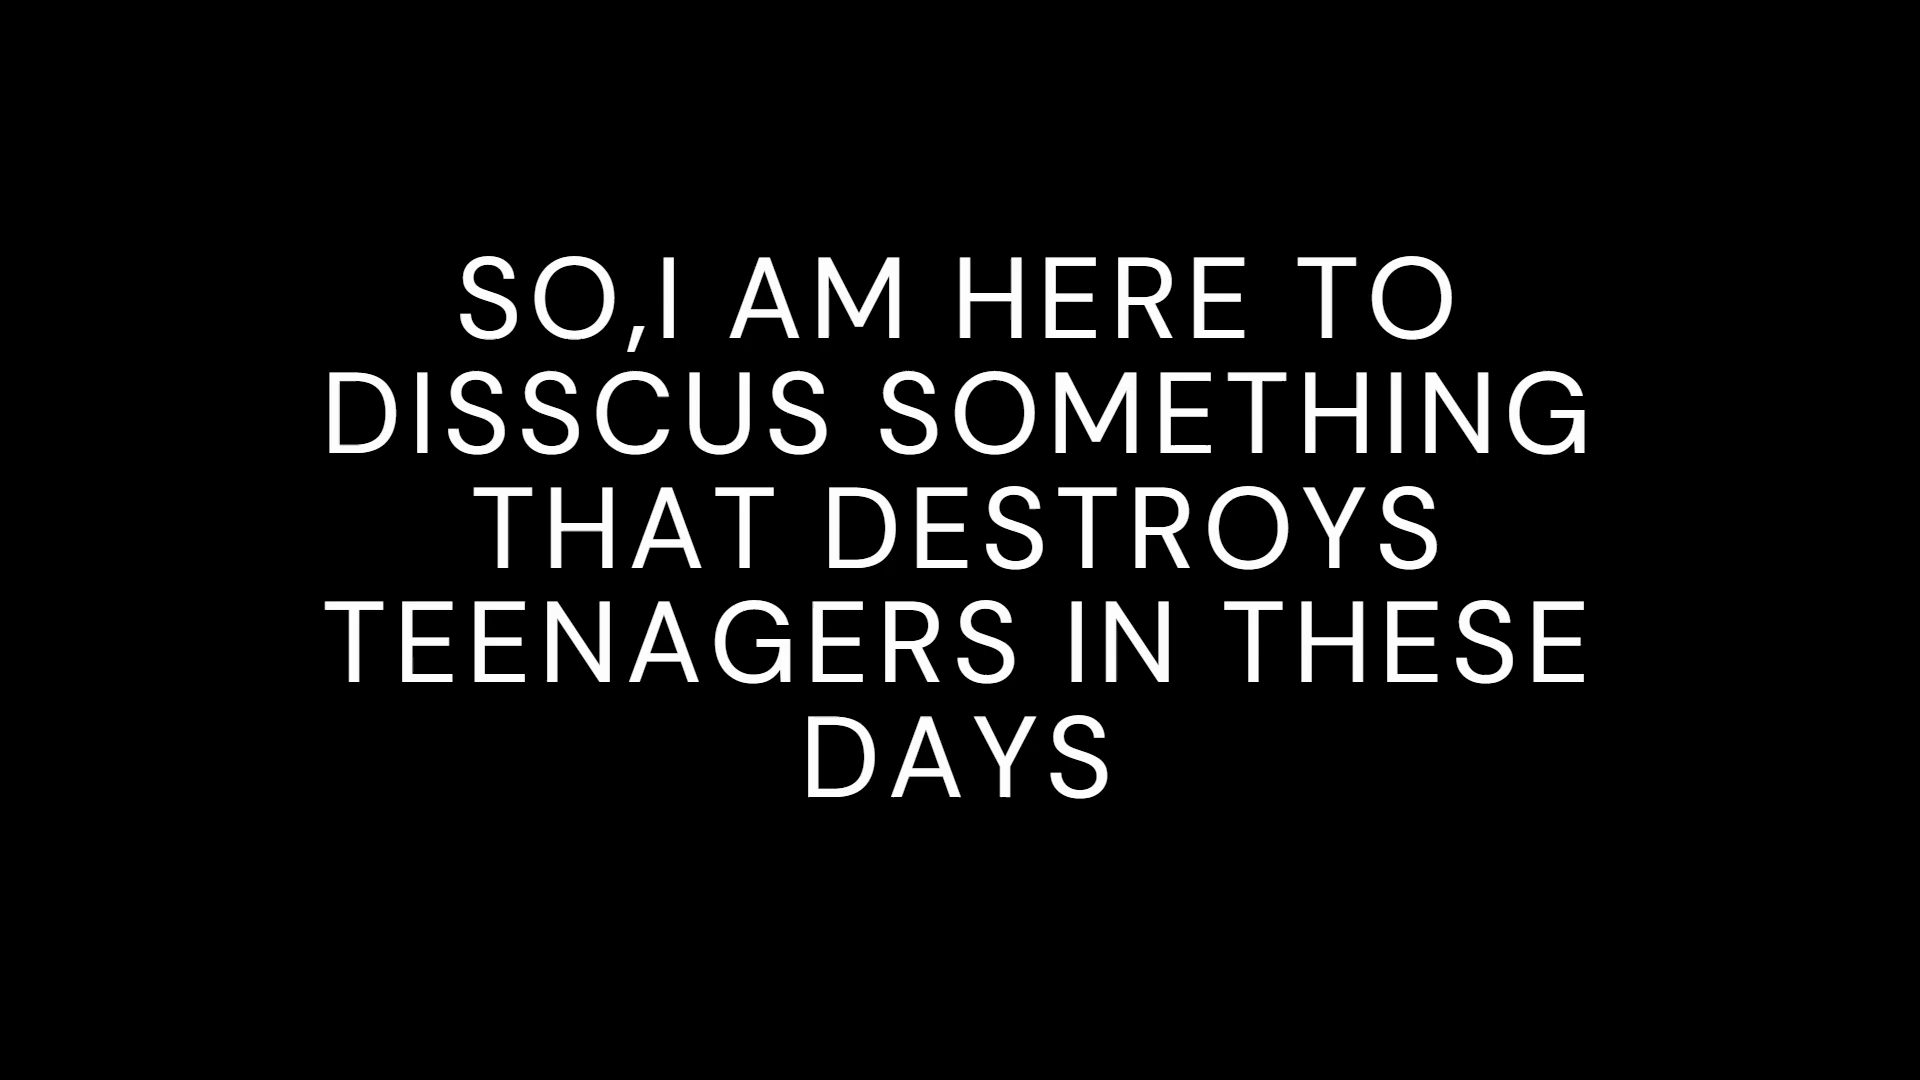 SO,I AM HERE TO
DISSCUS SOMETHING
THAT DESTROYS
TEENAGERS IN THESE
DAYS